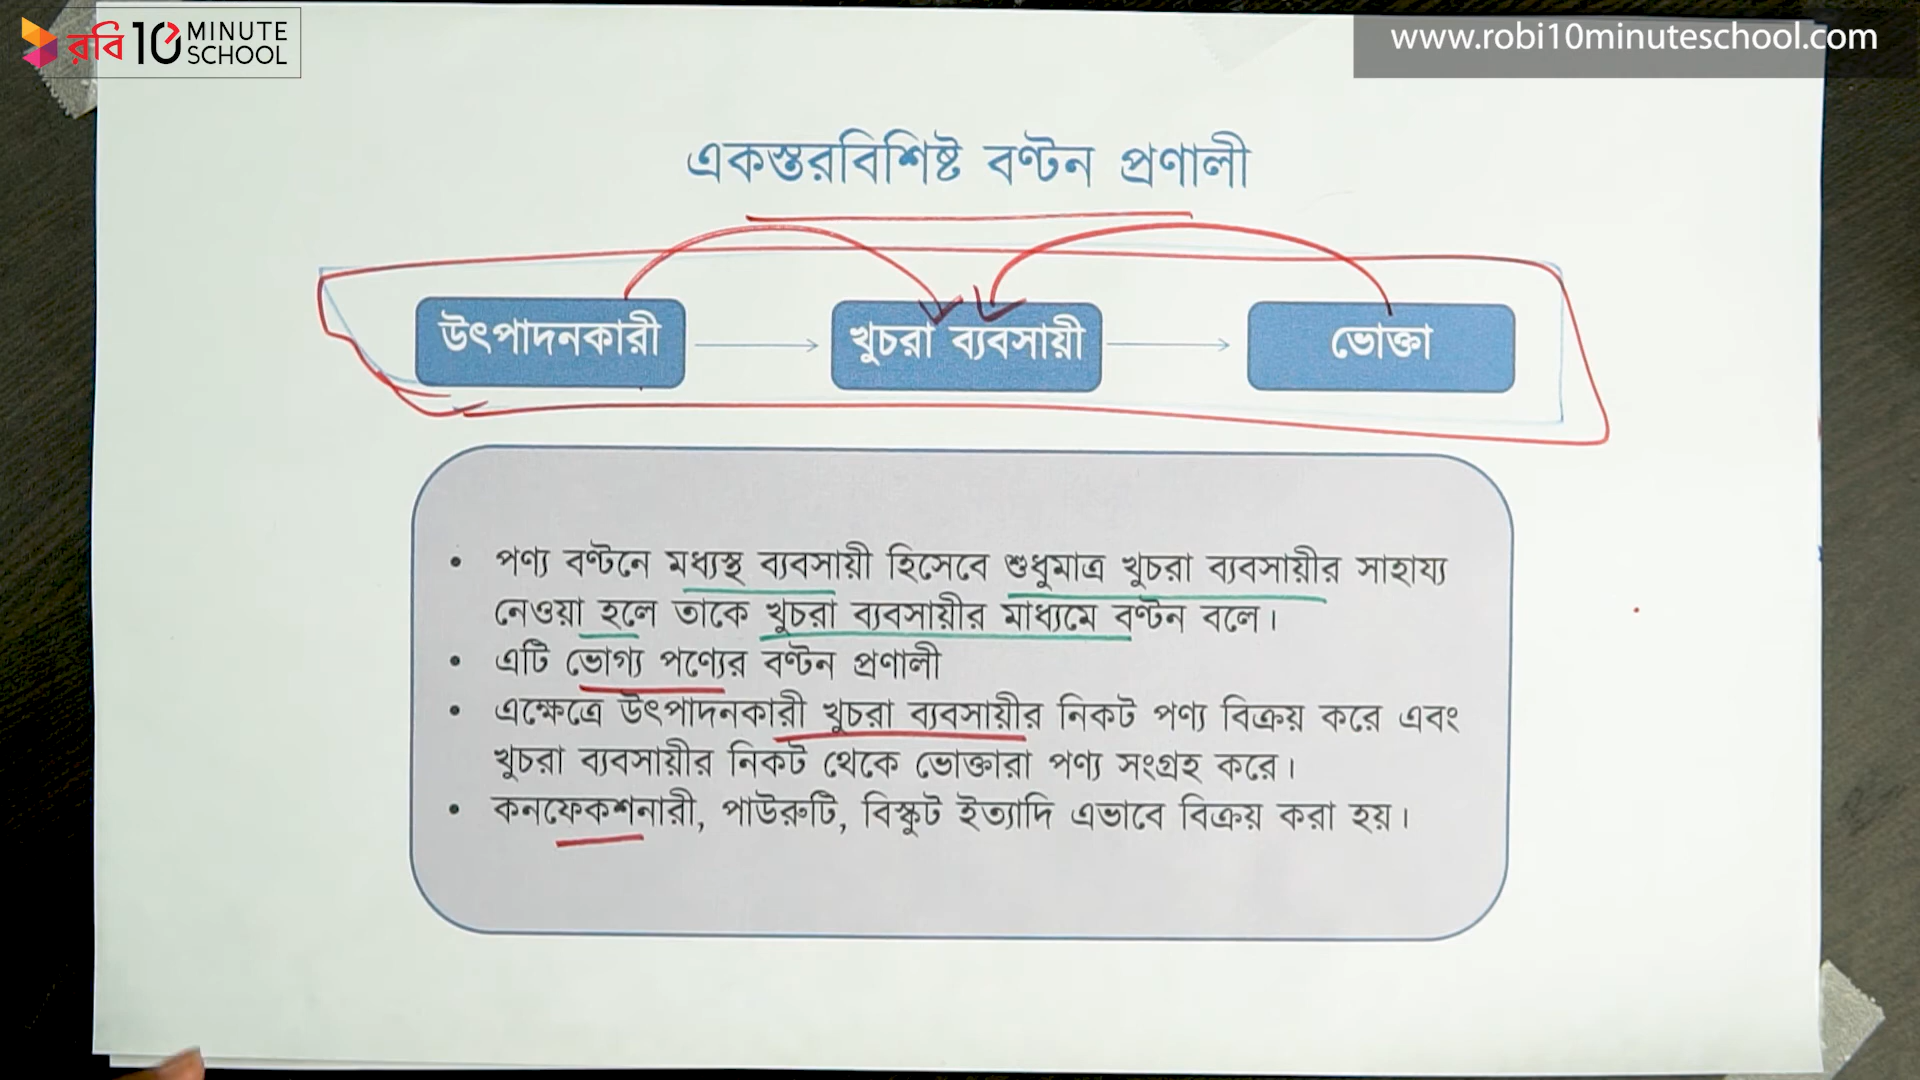 রবি 10 MINUTE SCHOOL
www.robi10minuteschool.com
একস্তরবিশিষ্ট বণ্টন প্রণালী
উৎপাদনকারী
খুচরা ব্যবসায়ী
ভোক্তা
• পণ্য বণ্টনে মধ্যস্থ ব্যবসায়ী হিসেবে শুধুমাত্র খুচরা ব্যবসায়ীর সাহায্য
নেওয়া হলে তাকে খুচরা ব্যবসায়ীর মাধ্যমে বণ্টন বলে।
• এটি ভোগ্য পণ্যের বণ্টন প্রণালী
• এক্ষেত্রে উৎপাদনকারী খুচরা ব্যবসায়ীর নিকট পণ্য বিক্রয় করে এবং
খুচরা ব্যবসায়ীর নিকট থেকে ভোক্তারা পণ্য সংগ্রহ করে।
• কনফেকশনারী, পাউরুটি, বিস্কুট ইত্যাদি এভাবে বিক্রয় করা হয়।